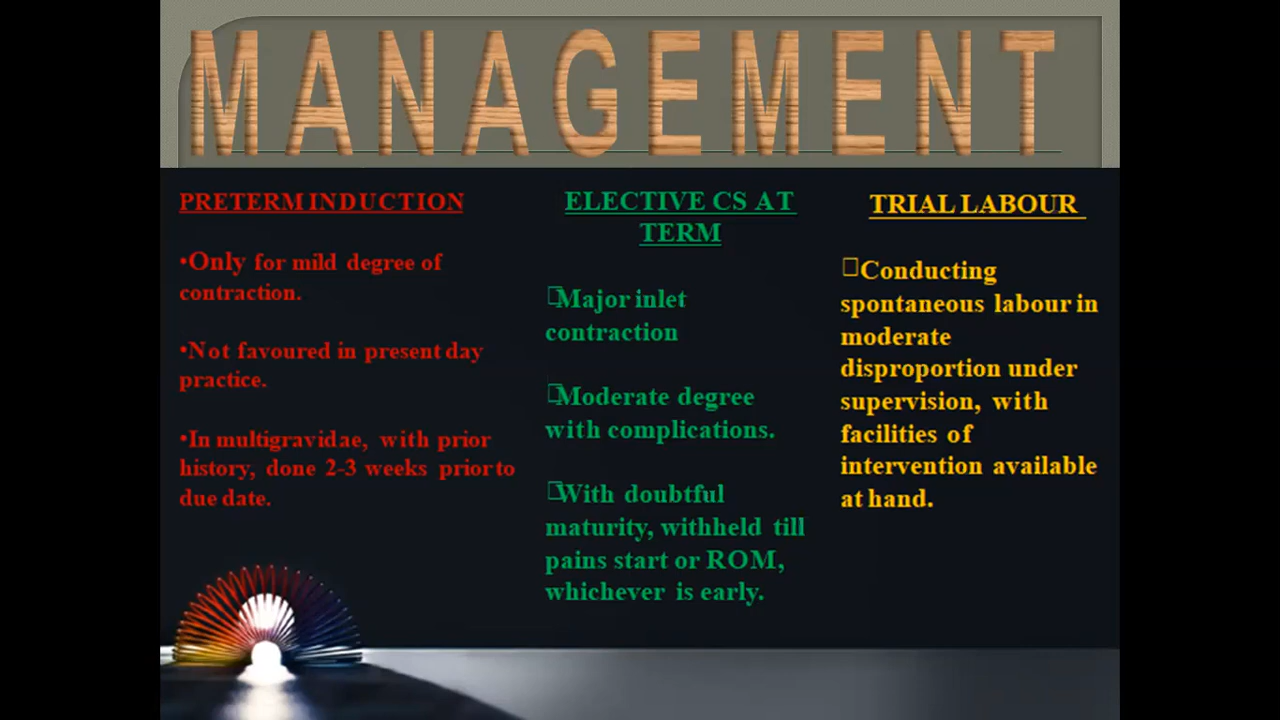 MANAGEMENT
PRETERM INDUCTION
•Only for mild degree of
contraction.
•Not favoured in present day
practice.
•In multigravidae, with prior
history, done 2-3 weeks prior to
due date.
ELECTIVE CS AT
TERM
Major inlet
contraction
Moderate degree
with complications.
With doubtful
maturity, withheld till
pains start or ROM,
whichever is early.
TRIAL LABOUR
Conducting
spontaneous labour in
moderate
disproportion under
supervision, with
facilities of
intervention available
at hand.